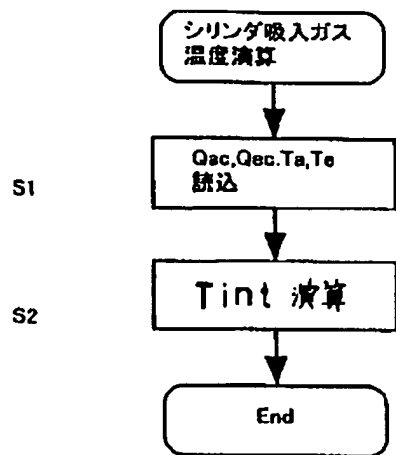 シリンダ吸入ガス
温度演算
S1
Qac,Qec.Ta,Te
読込
S2
Tint 演算
End